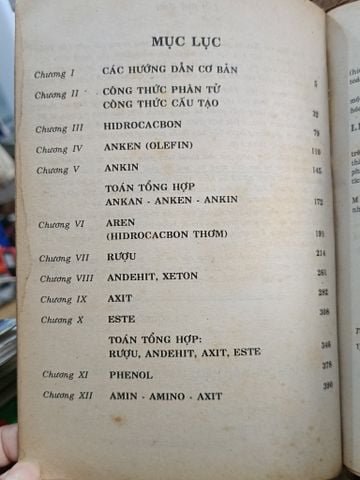 MỤC LỤC
Chương I CÁC HƯỚNG DẪN CƠ BẢN 5
Chương II CÔNG THỨC PHÂN TỬ
CÔNG THỨC CẤU TẠO 32
Chương III HIDROCACBON 79
Chương IV ANKEN (OLEFIN) 110
Chương V ANKIN 145
TOÁN TỔNG HỢP
ANKAN - ANKEN - ANKIN 172
Chương VI AREN
(HIDROCACBON THƠM) 191
Chương VII RƯỢU 214
Chương VIII ANDEHIT, XETON 261
Chương IX AXIT 282
Chương X ESTE 308
TOÁN TỔNG HỢP:
RƯỢU, ANDEHIT, AXIT, ESTE 346
Chương XI PHENOL 378
Chương XII AMIN - AMINO - AXIT 390